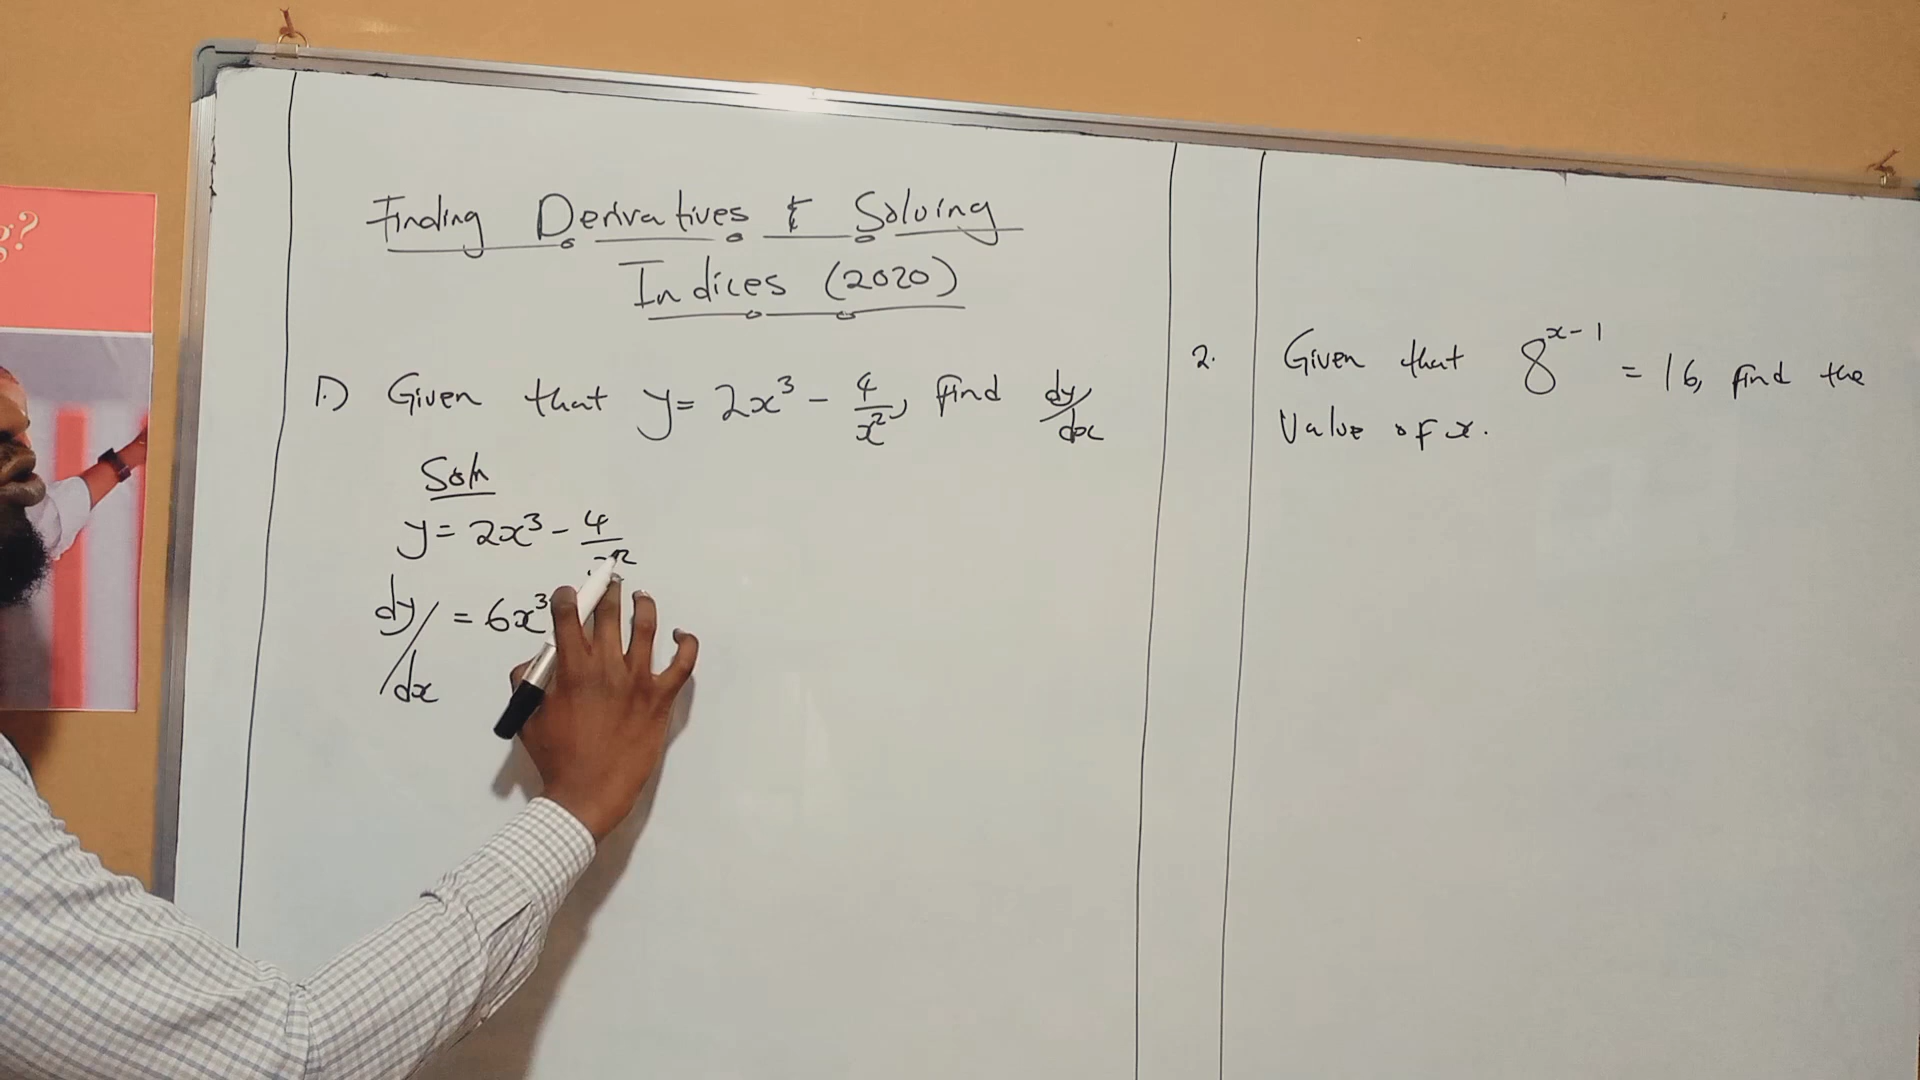 g?
Finding Derivatives & Solving
Indices (2020)
1.) Given that y = 2x³ - 4/x², find dy/dx
Soln
y = 2x³ - 4/
dy/dx = 6x³
2. Given that 8^(x-1) = 16, find the
Value of x.